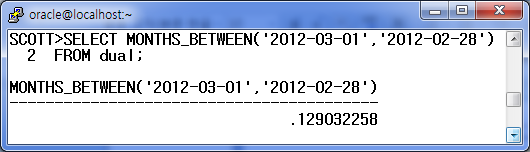 oracle@localhost:~
SCOTT>SELECT MONTHS_BETWEEN('2012-03-01','2012-02-28')
  2  FROM dual;
MONTHS_BETWEEN('2012-03-01','2012-02-28')
-----------------------------------------
                               .129032258